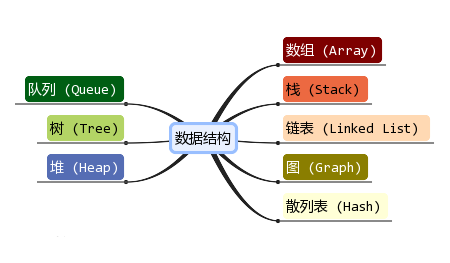 数组 (Array)
队列 (Queue)
栈 (Stack)
树 (Tree)
链表 (Linked List)
数据结构
堆 (Heap)
图 (Graph)
散列表 (Hash)